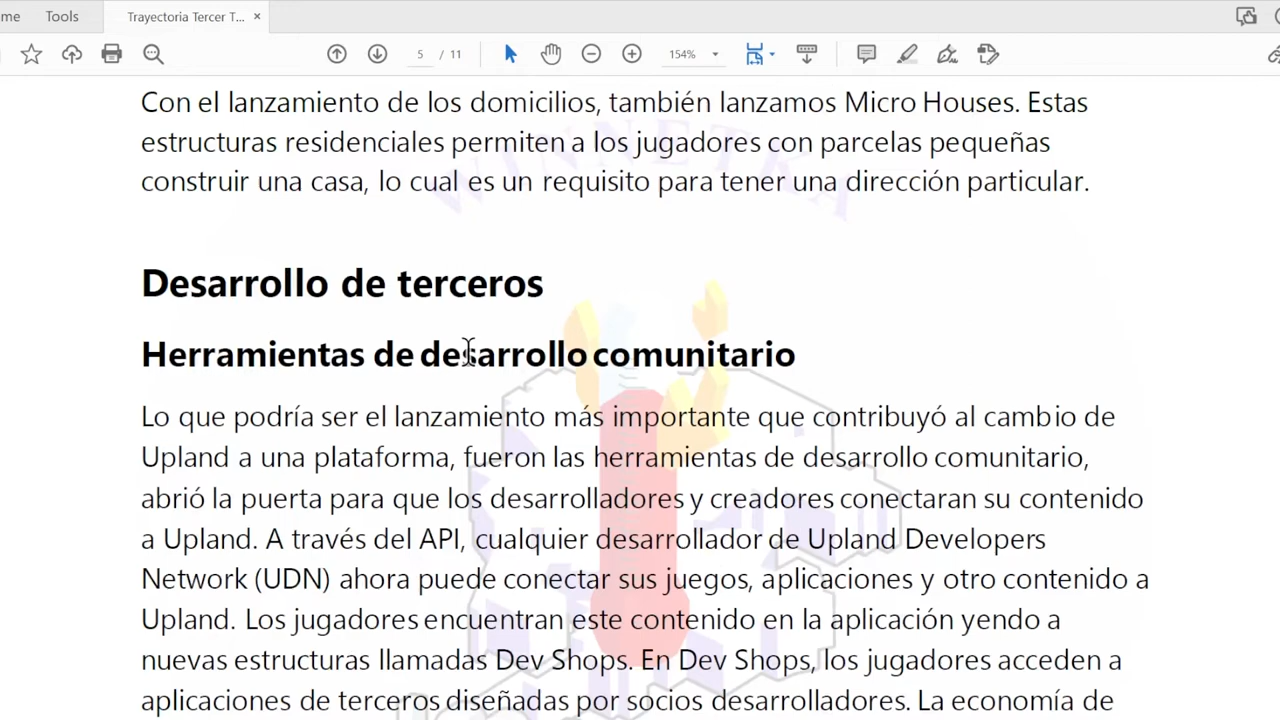 ome Tools Trayectoria Tercer T... ×
5 / 11 154%
Con el lanzamiento de los domicilios, también lanzamos Micro Houses. Estas
estructuras residenciales permiten a los jugadores con parcelas pequeñas
construir una casa, lo cual es un requisito para tener una dirección particular.
WINNETKA
Desarrollo de terceros
Herramientas de desarrollo comunitario
Lo que podría ser el lanzamiento más importante que contribuyó al cambio de
Upland a una plataforma, fueron las herramientas de desarrollo comunitario,
abrió la puerta para que los desarrolladores y creadores conectaran su contenido
a Upland. A través del API, cualquier desarrollador de Upland Developers
Network (UDN) ahora puede conectar sus juegos, aplicaciones y otro contenido a
Upland. Los jugadores encuentran este contenido en la aplicación yendo a
nuevas estructuras llamadas Dev Shops. En Dev Shops, los jugadores acceden a
aplicaciones de terceros diseñadas por socios desarrolladores. La economía de